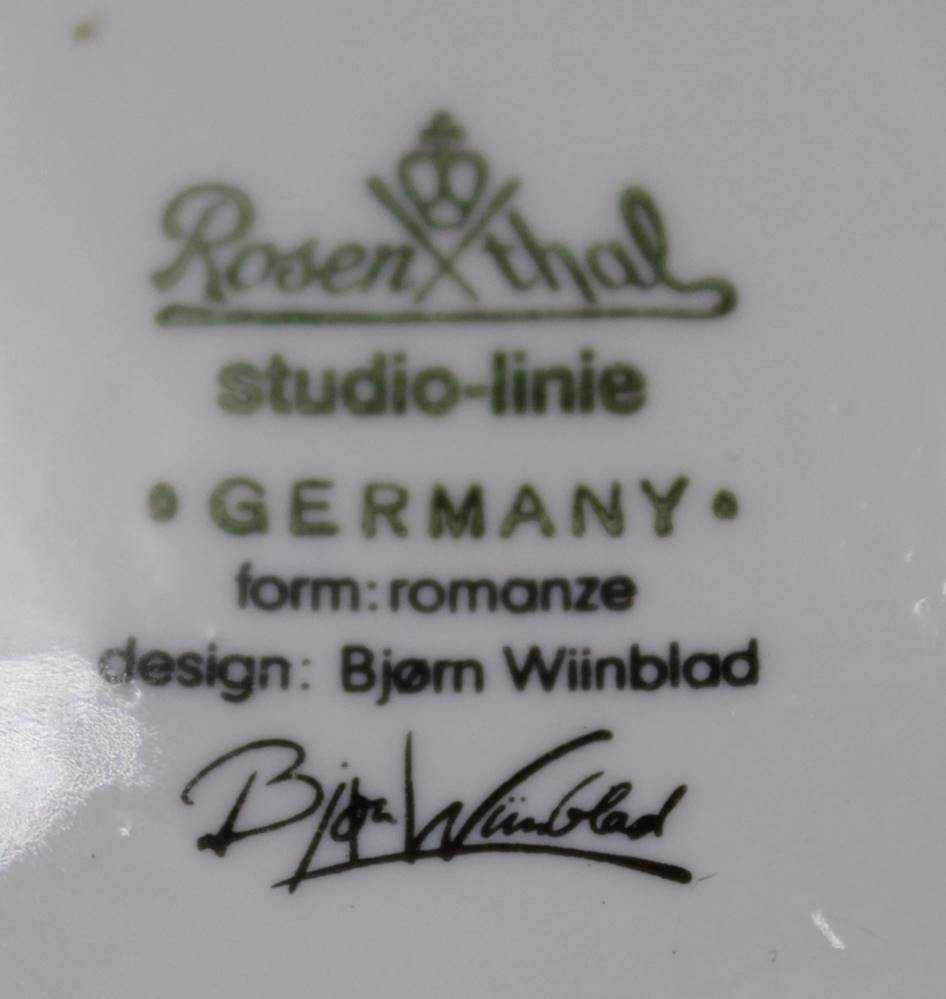 Rosenthal
studio-linie
• GERMANY •
form: romanze
design: Bjørn Wiinblad
Bjørn Wiinblad